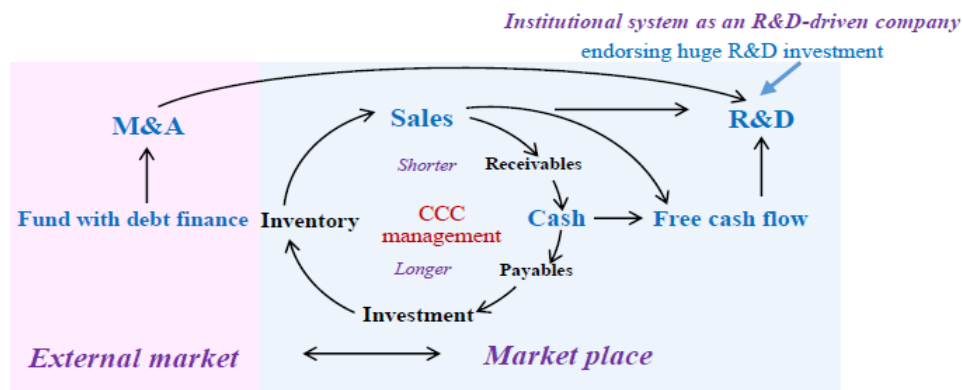 Institutional system as an R&D-driven company
endorsing huge R&D investment
M&A
Sales
R&D
Shorter
Receivables
Fund with debt finance
Inventory
CCC
management
Cash
Free cash flow
Longer
Payables
Investment
External market
Market place